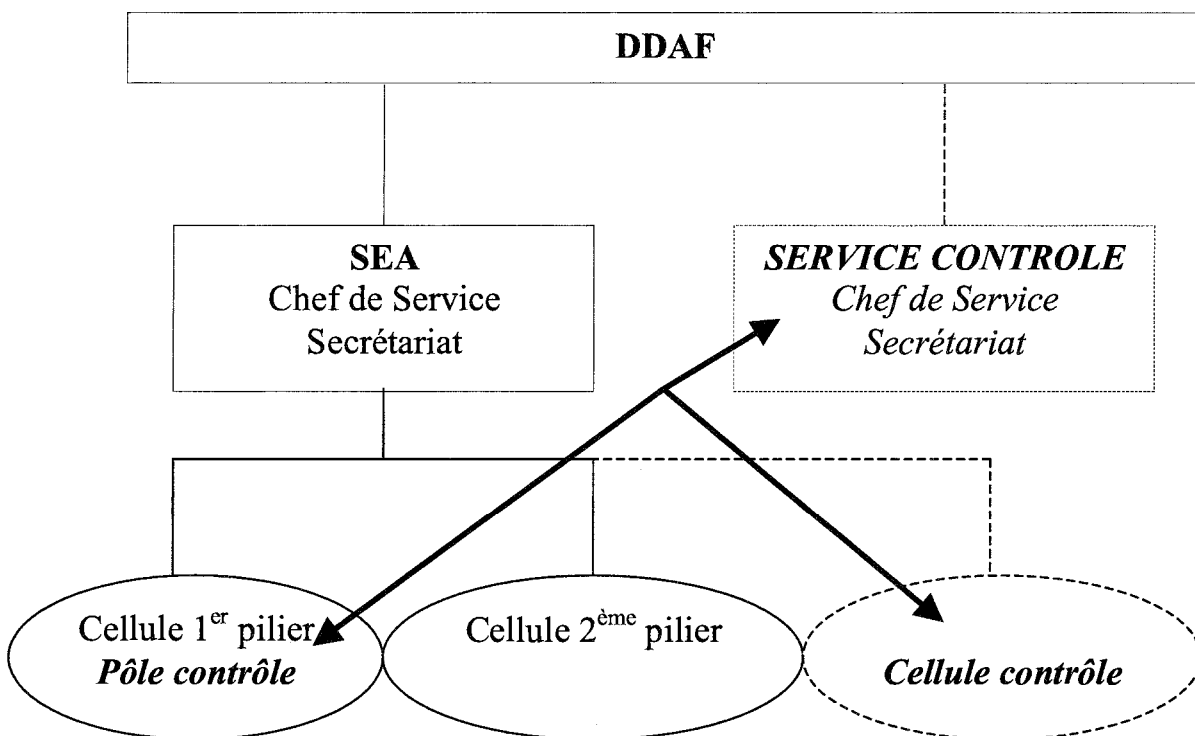 DDAF
SEA
Chef de Service
Secrétariat
SERVICE CONTROLE
Chef de Service
Secrétariat
Cellule 1er pilier
Pôle contrôle
Cellule 2ème pilier
Cellule contrôle